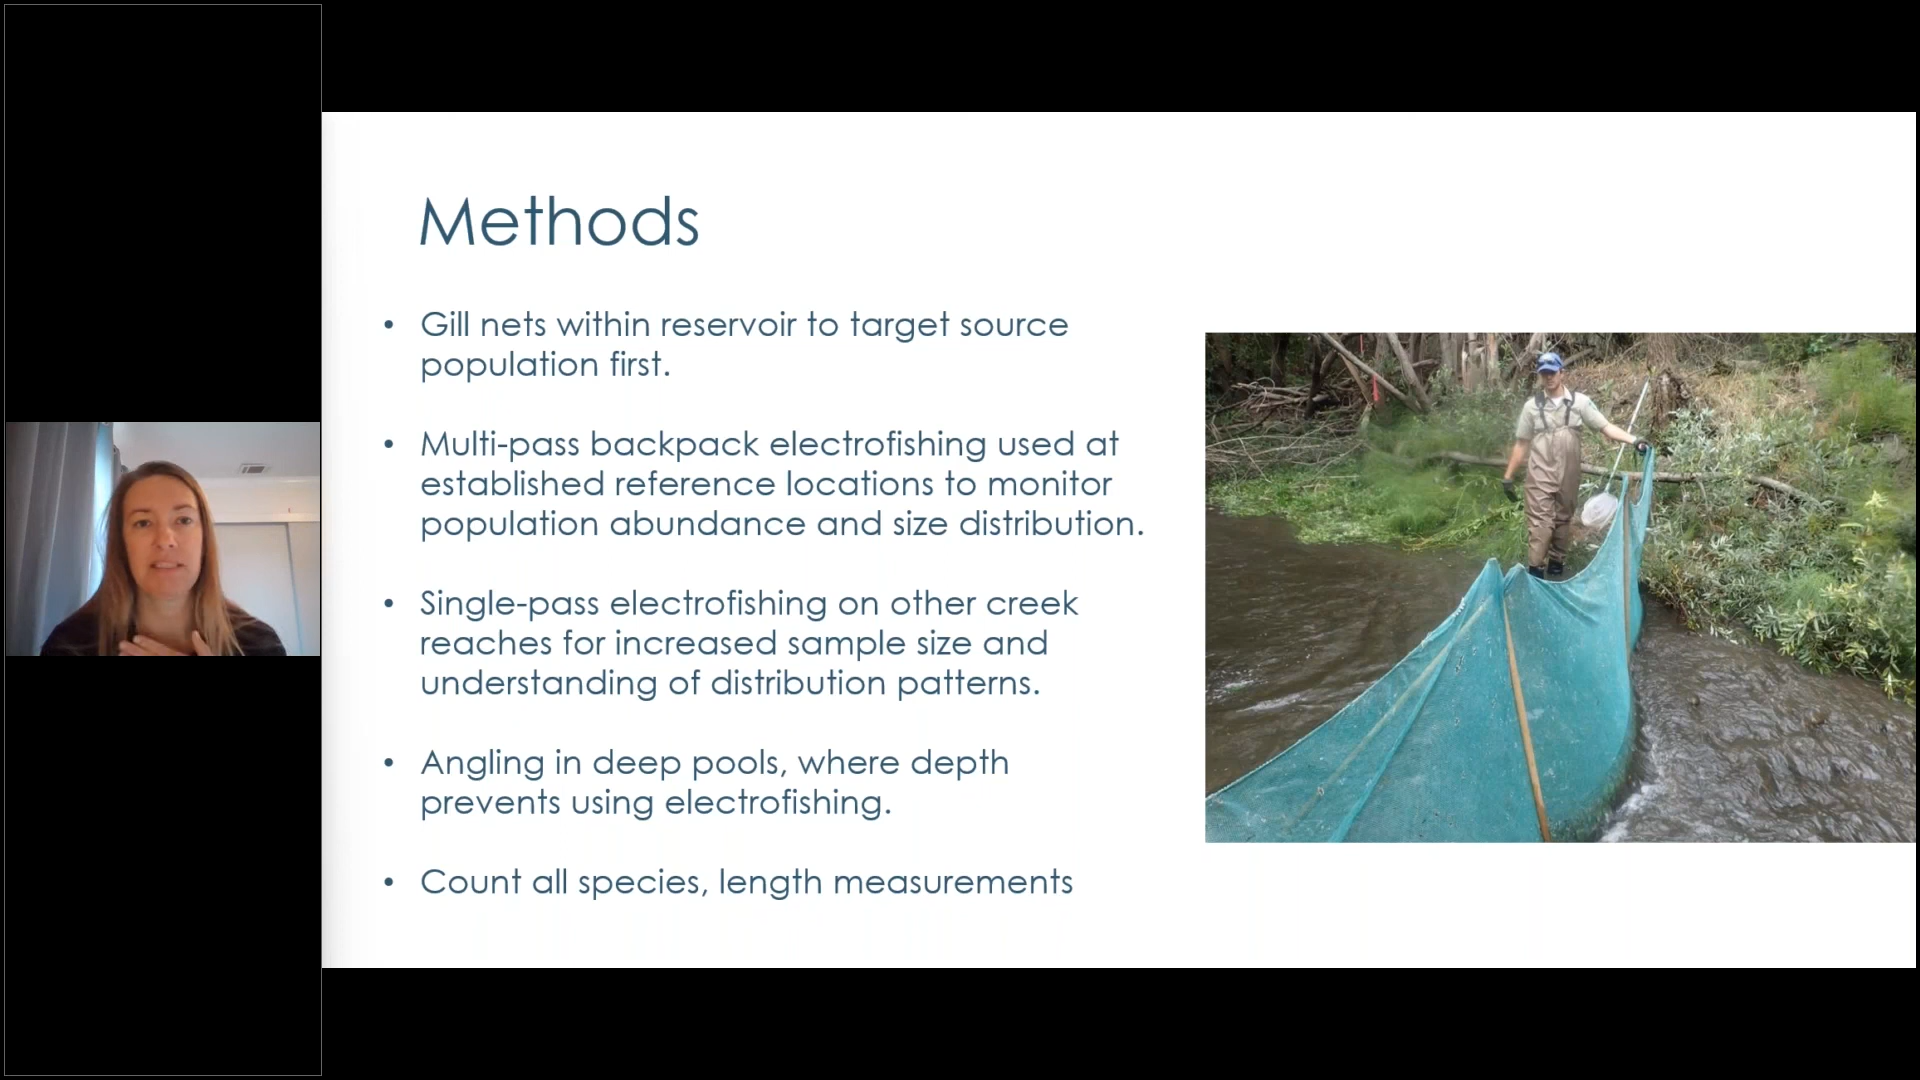 Methods
• Gill nets within reservoir to target source
population first.
• Multi-pass backpack electrofishing used at
established reference locations to monitor
population abundance and size distribution.
• Single-pass electrofishing on other creek
reaches for increased sample size and
understanding of distribution patterns.
• Angling in deep pools, where depth
prevents using electrofishing.
• Count all species, length measurements